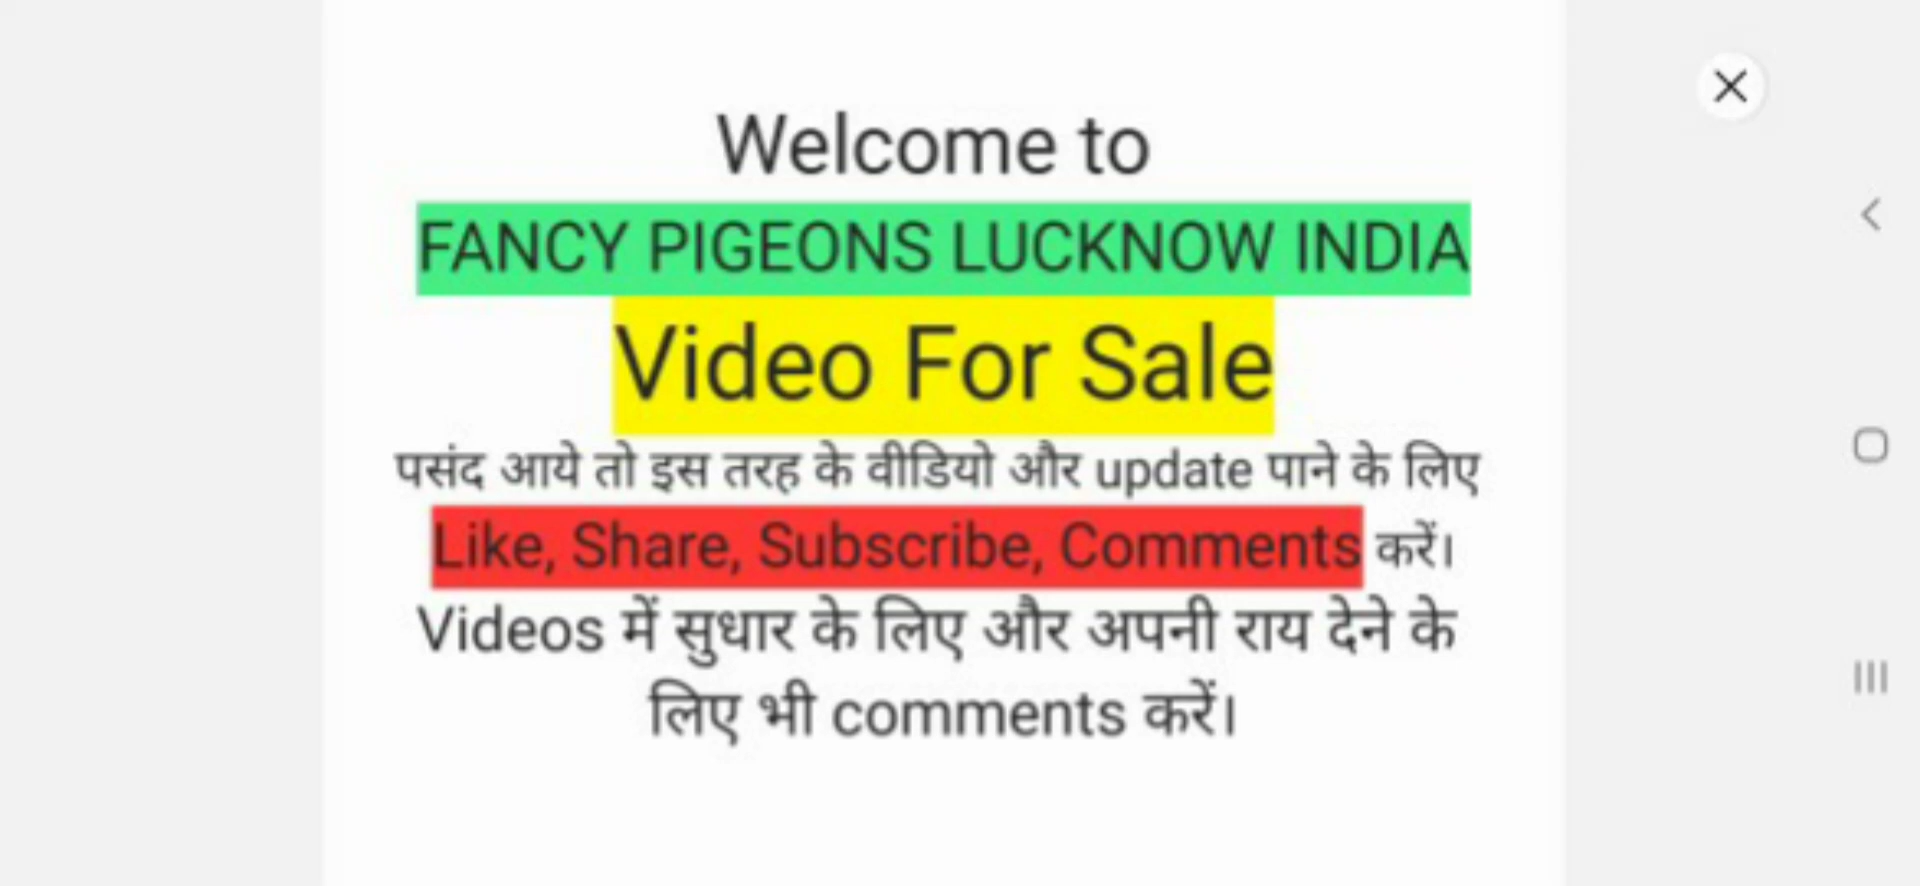 Welcome to
FANCY PIGEONS LUCKNOW INDIA
Video For Sale
पसंद आये तो इस तरह के वीडियो और update पाने के लिए
Like, Share, Subscribe, Comments करें।
Videos में सुधार के लिए और अपनी राय देने के
लिए भी comments करें।